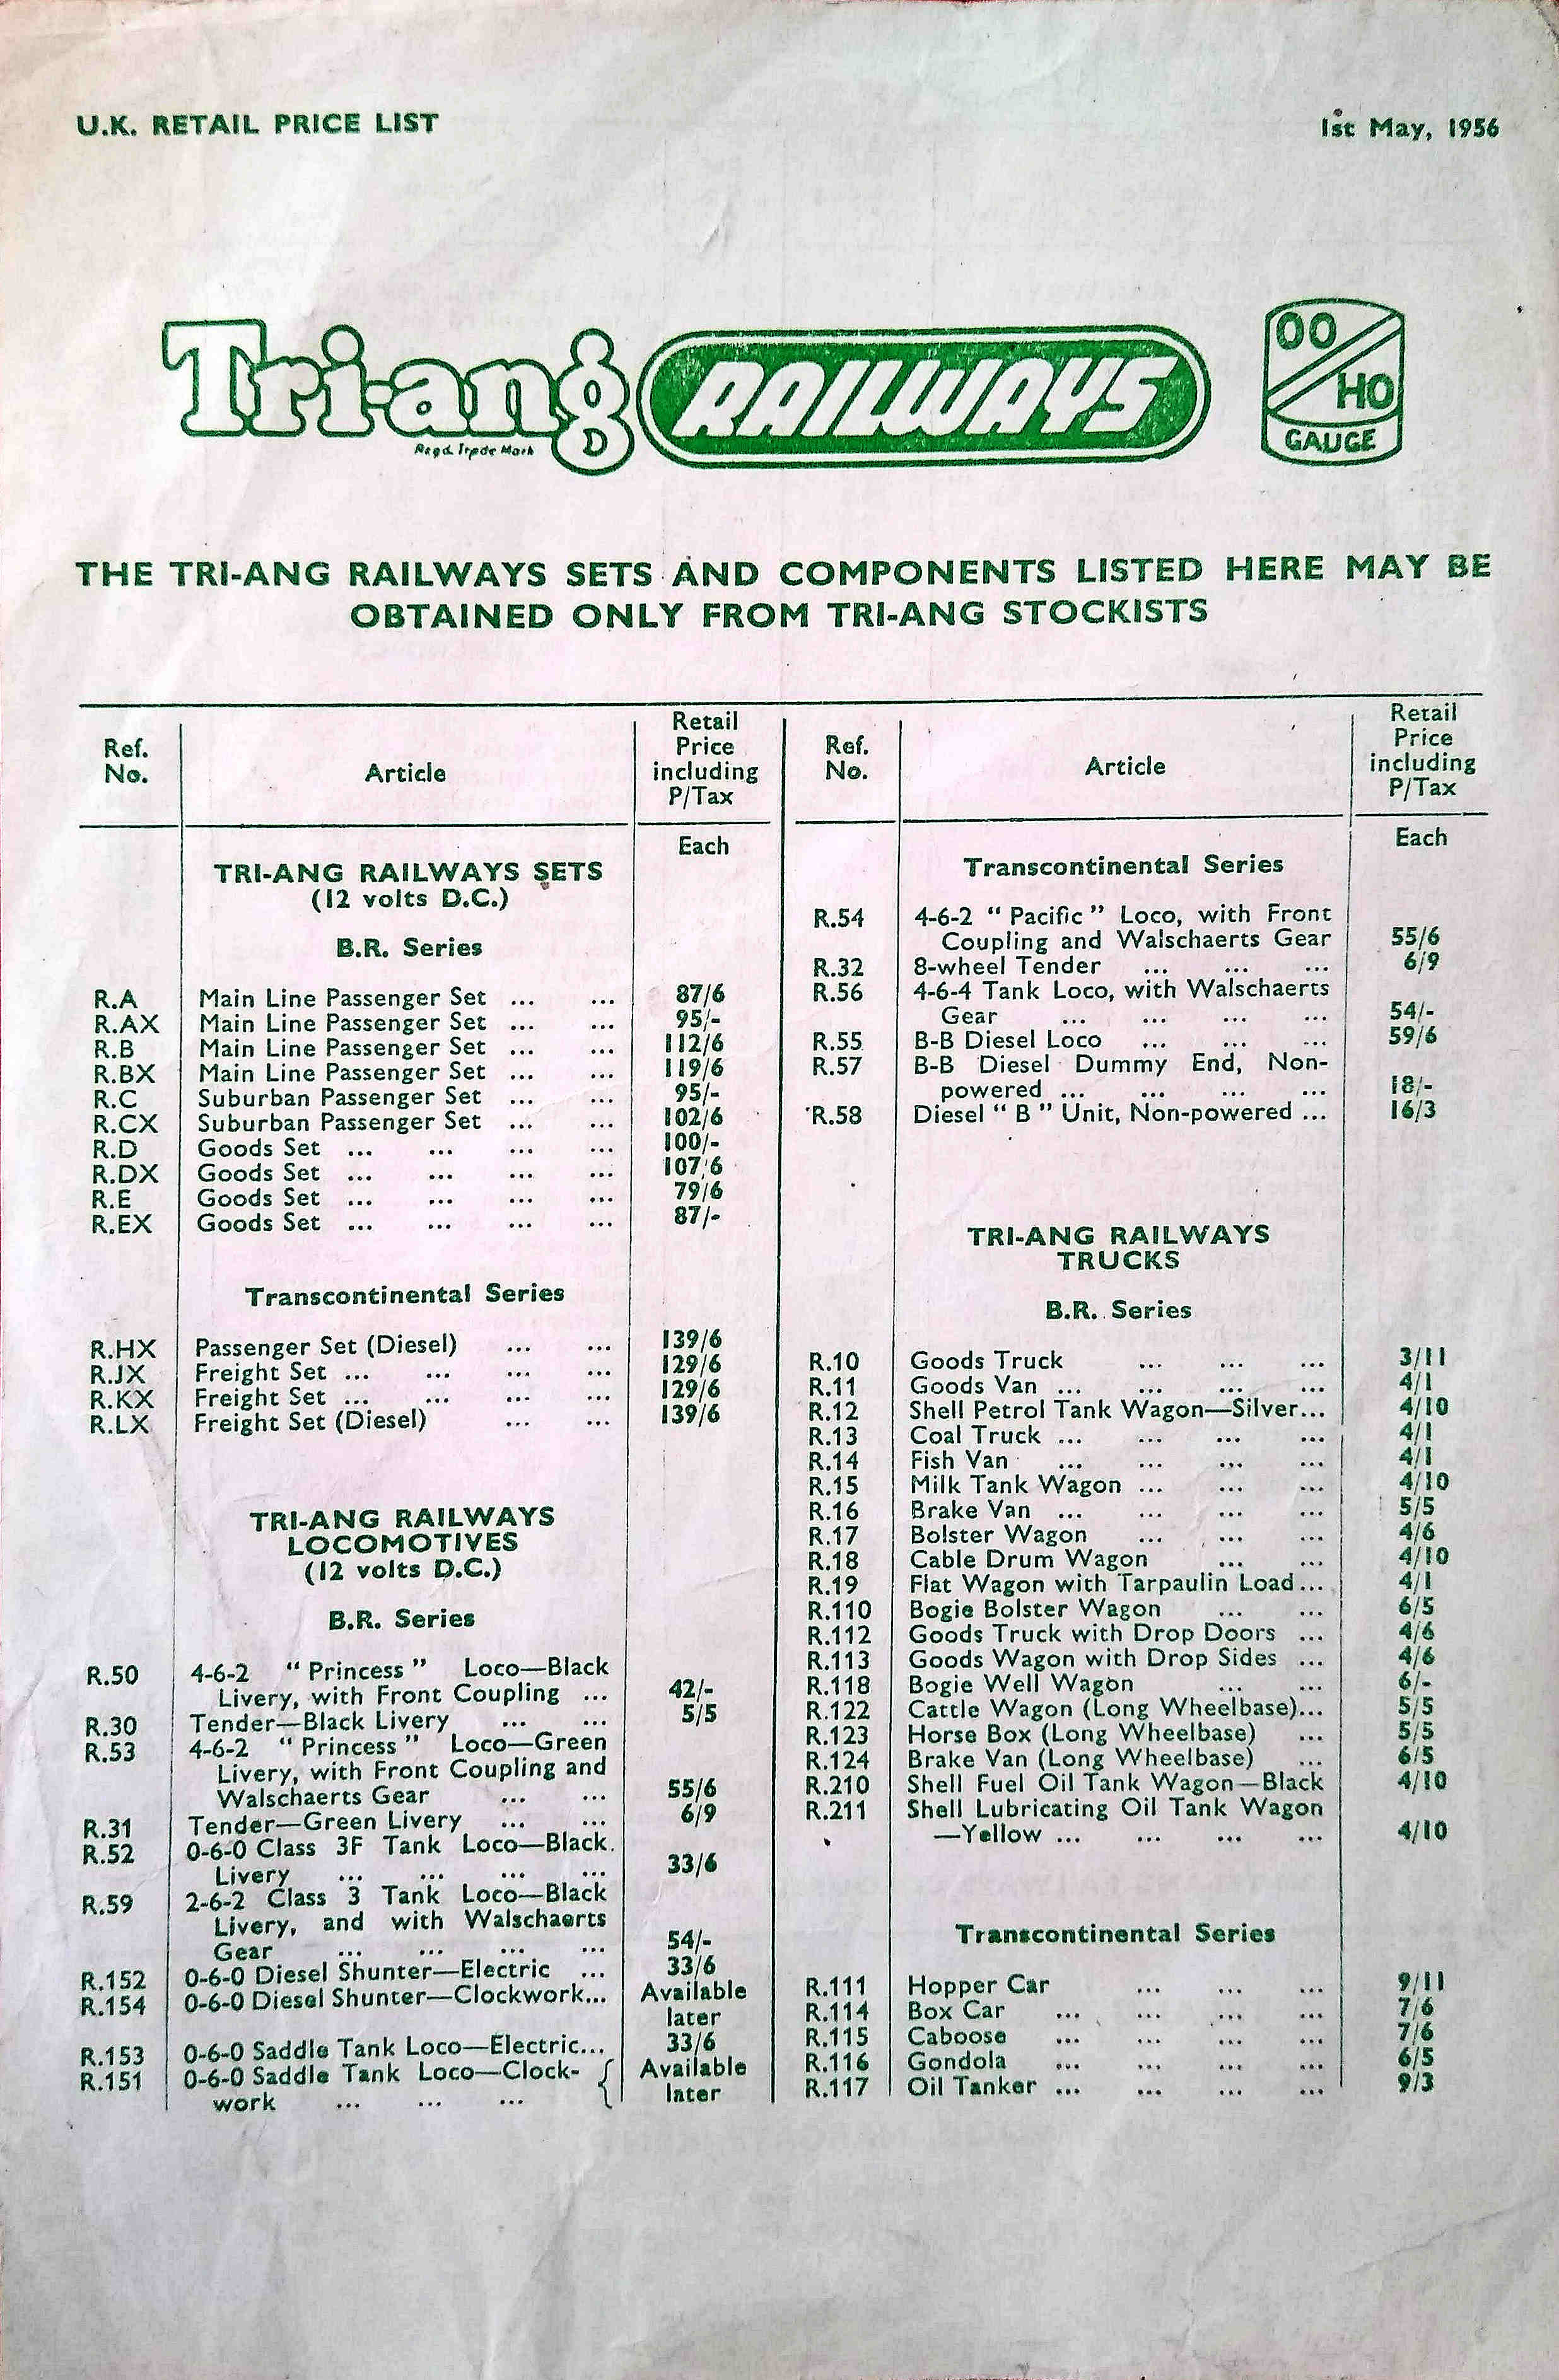 U.K. RETAIL PRICE LIST 1st May, 1956
Tri-ang RAILWAYS
Regd. Trade Mark
OO
HO
GAUGE
THE TRI-ANG RAILWAYS SETS AND COMPONENTS LISTED HERE MAY BE
OBTAINED ONLY FROM TRI-ANG STOCKISTS
Ref. No. Article Retail Price including P/Tax
Each
TRI-ANG RAILWAYS SETS
(12 volts D.C.)
B.R. Series
R.A Main Line Passenger Set ... ... 87/6
R.AX Main Line Passenger Set ... ... 95/-
R.B Main Line Passenger Set ... ... 112/6
R.BX Main Line Passenger Set ... ... 119/6
R.C Suburban Passenger Set ... ... 95/-
R.CX Suburban Passenger Set ... ... 102/6
R.D Goods Set ... ... ... ... 100/-
R.DX Goods Set ... ... ... ... 107/6
R.E Goods Set ... ... ... ... 79/6
R.EX Goods Set ... ... ... ... 87/-
Transcontinental Series
R.HX Passenger Set (Diesel) ... ... 139/6
R.JX Freight Set ... ... ... ... 129/6
R.KX Freight Set ... ... ... ... 129/6
R.LX Freight Set (Diesel) ... ... 139/6
TRI-ANG RAILWAYS
LOCOMOTIVES
(12 volts D.C.)
B.R. Series
R.50 4-6-2 "Princess" Loco—Black
Livery, with Front Coupling ... 42/-
R.30 Tender—Black Livery ... ... 5/5
R.53 4-6-2 "Princess" Loco—Green
Livery, with Front Coupling and
Walschaerts Gear ... ... 55/6
R.31 Tender—Green Livery ... ... 6/9
R.52 0-6-0 Class 3F Tank Loco—Black
Livery ... ... ... ... 33/6
R.59 2-6-2 Class 3 Tank Loco—Black
Livery, and with Walschaerts
Gear ... ... ... ... 54/-
R.152 0-6-0 Diesel Shunter—Electric ... 33/6
R.154 0-6-0 Diesel Shunter—Clockwork... Available
later
R.153 0-6-0 Saddle Tank Loco—Electric... 33/6
R.151 0-6-0 Saddle Tank Loco—Clock- { Available
work ... ... ... later
Ref. No. Article Retail Price including P/Tax
Each
Transcontinental Series
R.54 4-6-2 "Pacific" Loco, with Front
Coupling and Walschaerts Gear 55/6
R.32 8-wheel Tender ... ... ... 6/9
R.56 4-6-4 Tank Loco, with Walschaerts
Gear ... ... ... ... 54/-
R.55 B-B Diesel Loco ... ... ... 59/6
R.57 B-B Diesel Dummy End, Non-
powered ... ... ... ... 18/-
R.58 Diesel "B" Unit, Non-powered ... 16/3
TRI-ANG RAILWAYS
TRUCKS
B.R. Series
R.10 Goods Truck ... ... ... 3/11
R.11 Goods Van ... ... ... ... 4/1
R.12 Shell Petrol Tank Wagon—Silver... 4/10
R.13 Coal Truck ... ... ... ... 4/1
R.14 Fish Van ... ... ... ... 4/1
R.15 Milk Tank Wagon ... ... ... 4/10
R.16 Brake Van ... ... ... ... 5/5
R.17 Bolster Wagon ... ... ... 4/6
R.18 Cable Drum Wagon ... ... 4/10
R.19 Flat Wagon with Tarpaulin Load... 4/1
R.110 Bogie Bolster Wagon ... ... 6/5
R.112 Goods Truck with Drop Doors ... 4/6
R.113 Goods Wagon with Drop Sides ... 4/6
R.118 Bogie Well Wagon ... ... 6/-
R.122 Cattle Wagon (Long Wheelbase)... 5/5
R.123 Horse Box (Long Wheelbase) ... 5/5
R.124 Brake Van (Long Wheelbase) ... 6/5
R.210 Shell Fuel Oil Tank Wagon—Black 4/10
R.211 Shell Lubricating Oil Tank Wagon
—Yellow ... ... ... ... 4/10
Transcontinental Series
R.111 Hopper Car ... ... ... 9/11
R.114 Box Car ... ... ... ... 7/6
R.115 Caboose ... ... ... ... 7/6
R.116 Gondola ... ... ... ... 6/5
R.117 Oil Tanker ... ... ... ... 9/3